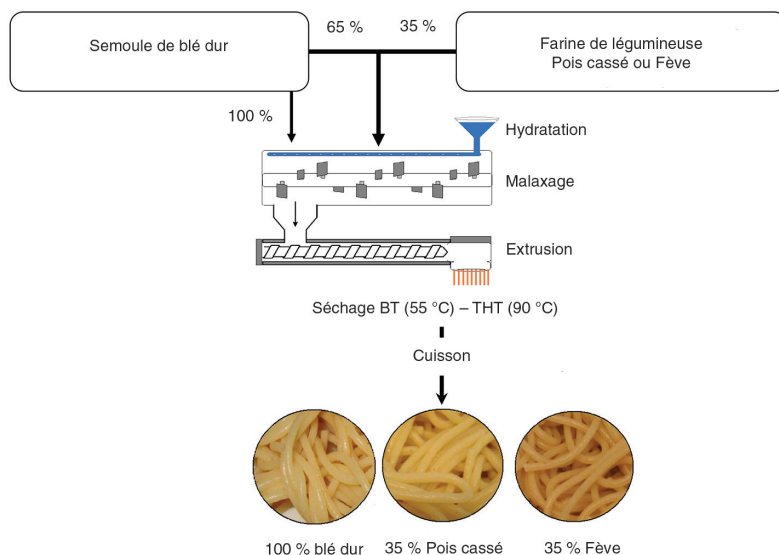 65 %
35 %
Semoule de blé dur
Farine de légumineuse
Pois cassé ou Fève
100 %
Hydratation
Malaxage
Extrusion
Séchage BT (55 °C) – THT (90 °C)
Cuisson
100 % blé dur
35 % Pois cassé
35 % Fève